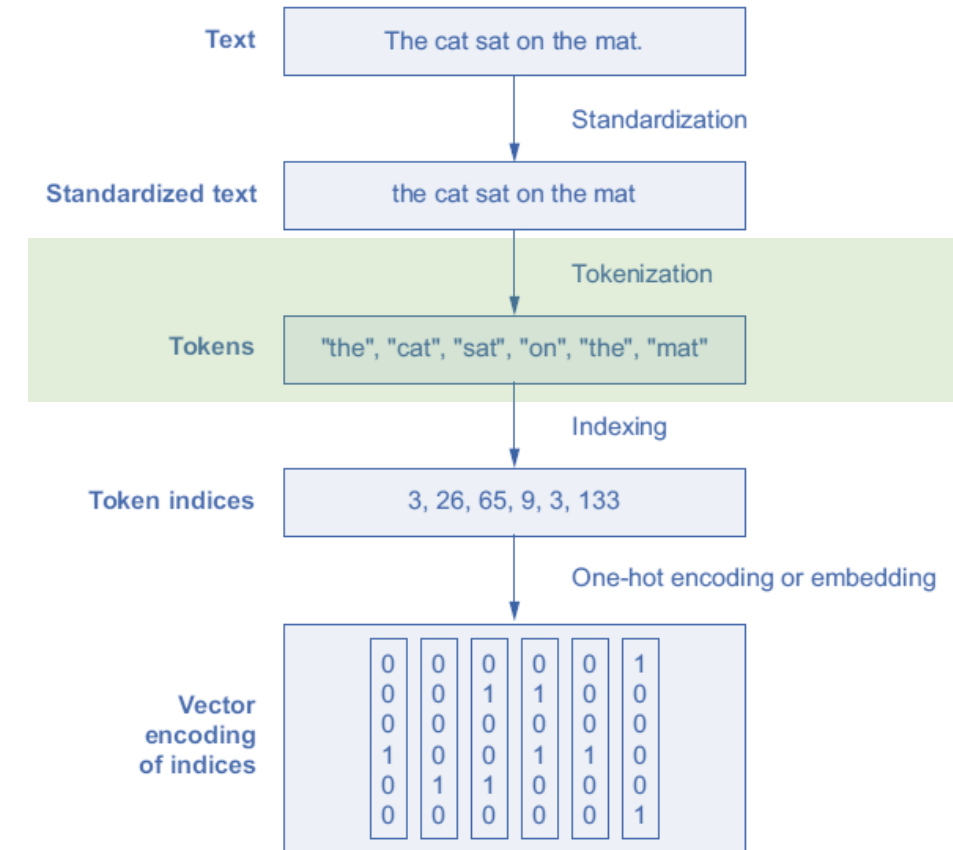 Text
The cat sat on the mat.
Standardization
Standardized text
the cat sat on the mat
Tokenization
Tokens
"the", "cat", "sat", "on", "the", "mat"
Indexing
Token indices
3, 26, 65, 9, 3, 133
One-hot encoding or embedding
Vector
encoding
of indices
0 0 0 0 0 1
0 0 1 1 0 0
0 0 0 0 0 0
1 0 0 1 1 0
0 1 1 0 0 0
0 0 0 0 0 1